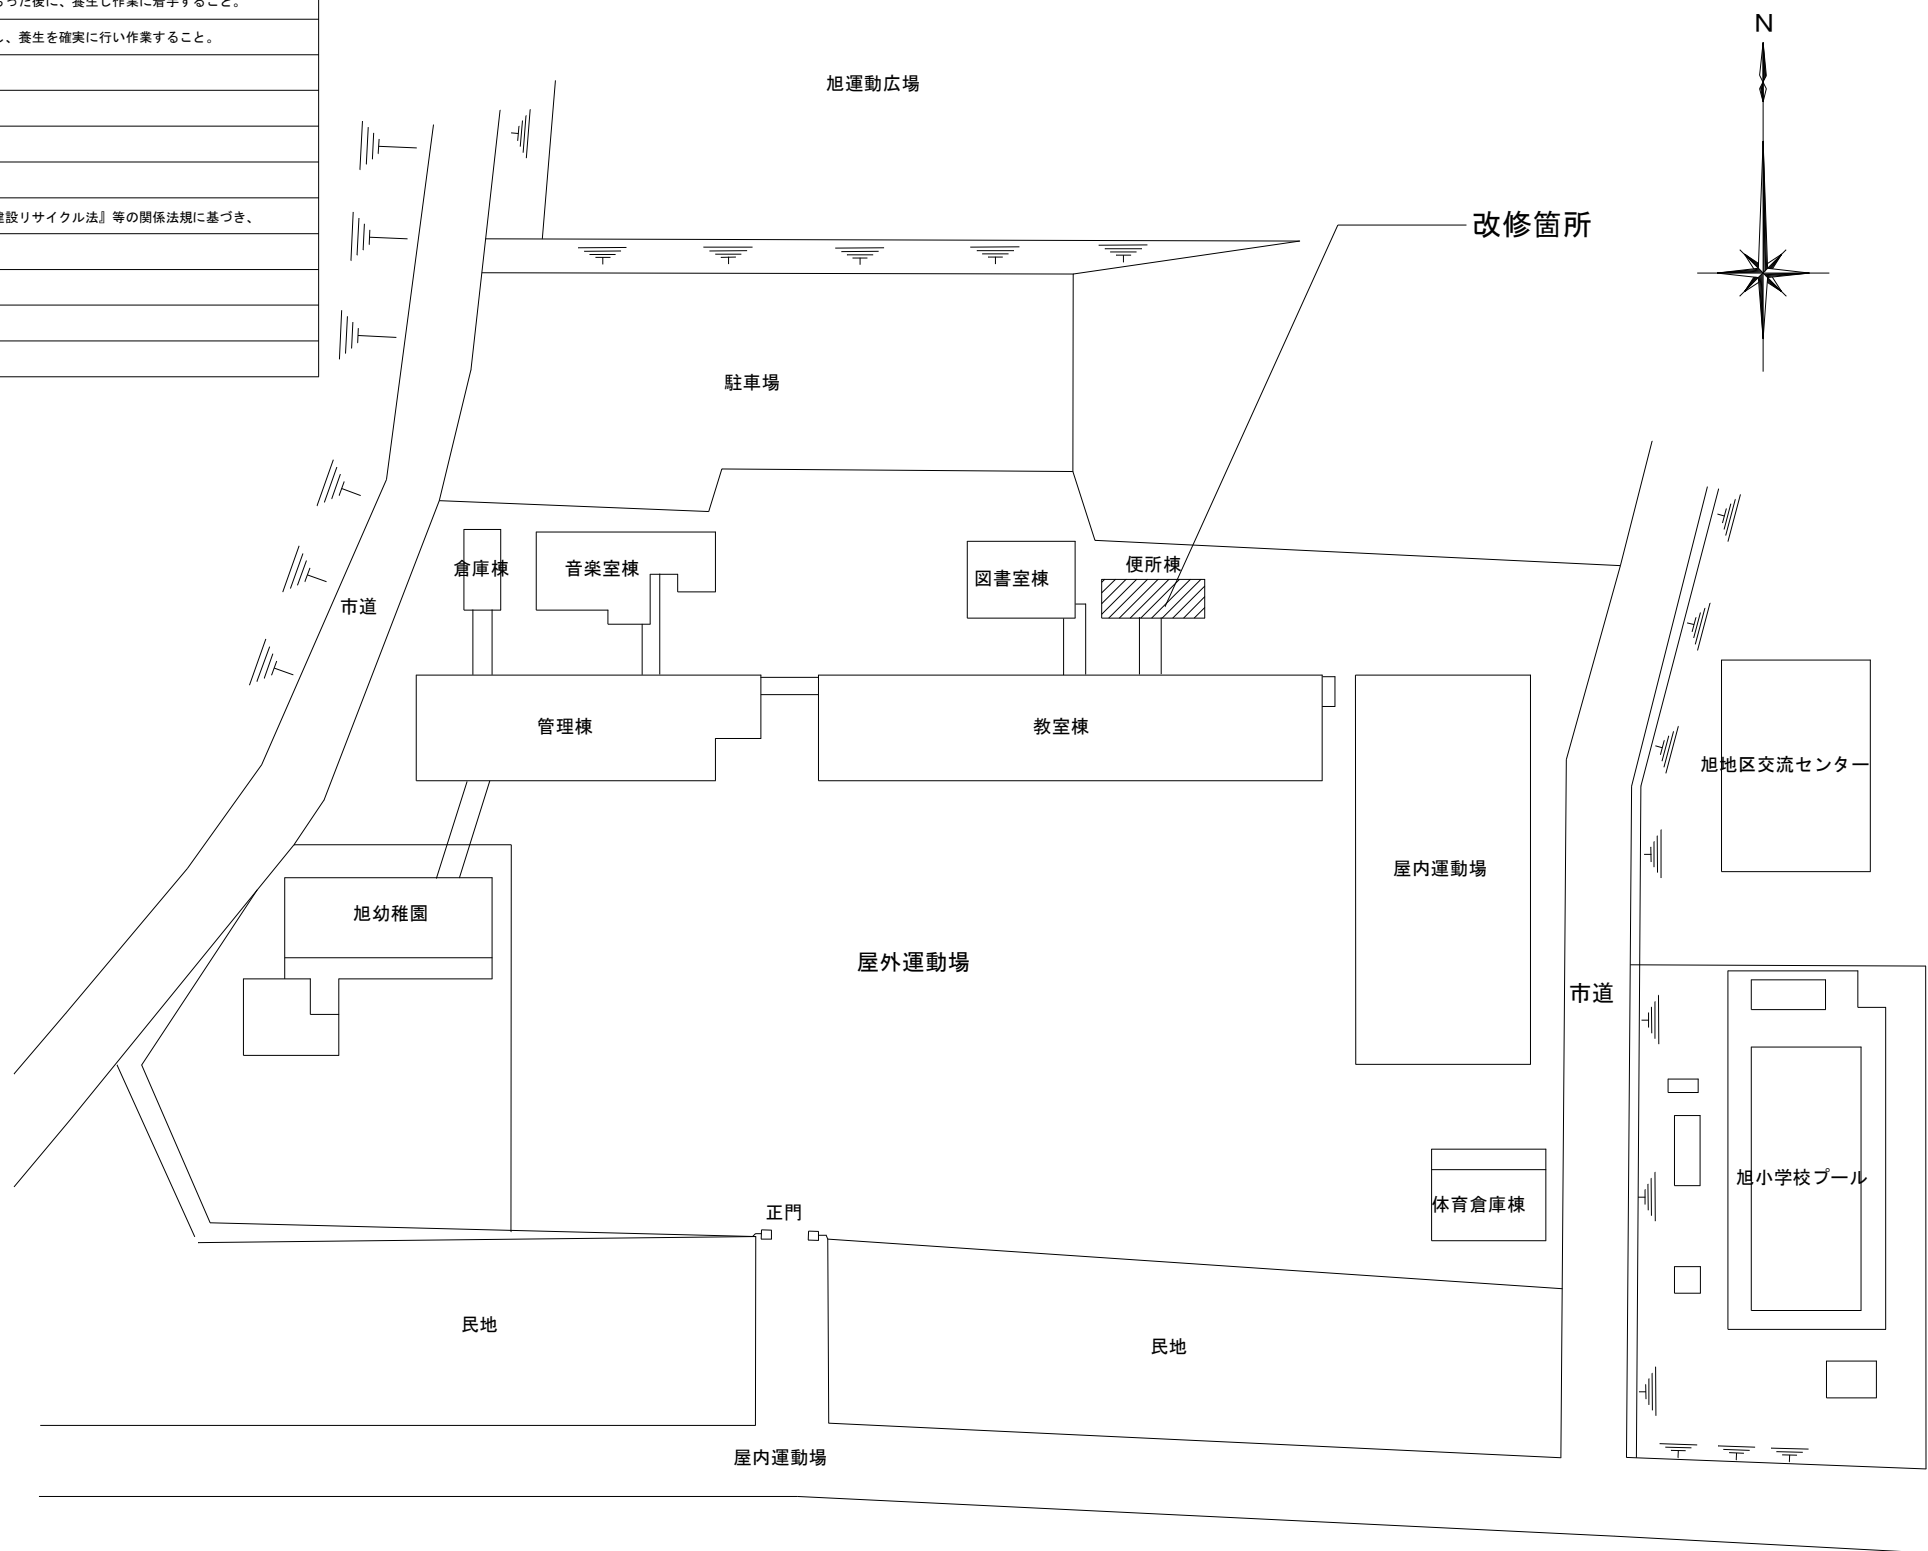 った後に、養生し作業に着手すること。
、養生を確実に行い作業すること。
建設リサイクル法』等の関係法規に基づき、
N
旭運動広場
改修箇所
駐車場
倉庫棟
音楽室棟
図書室棟
便所棟
市道
管理棟
教室棟
旭地区交流センター
屋内運動場
旭幼稚園
屋外運動場
市道
旭小学校プール
体育倉庫棟
正門
民地
民地
屋内運動場